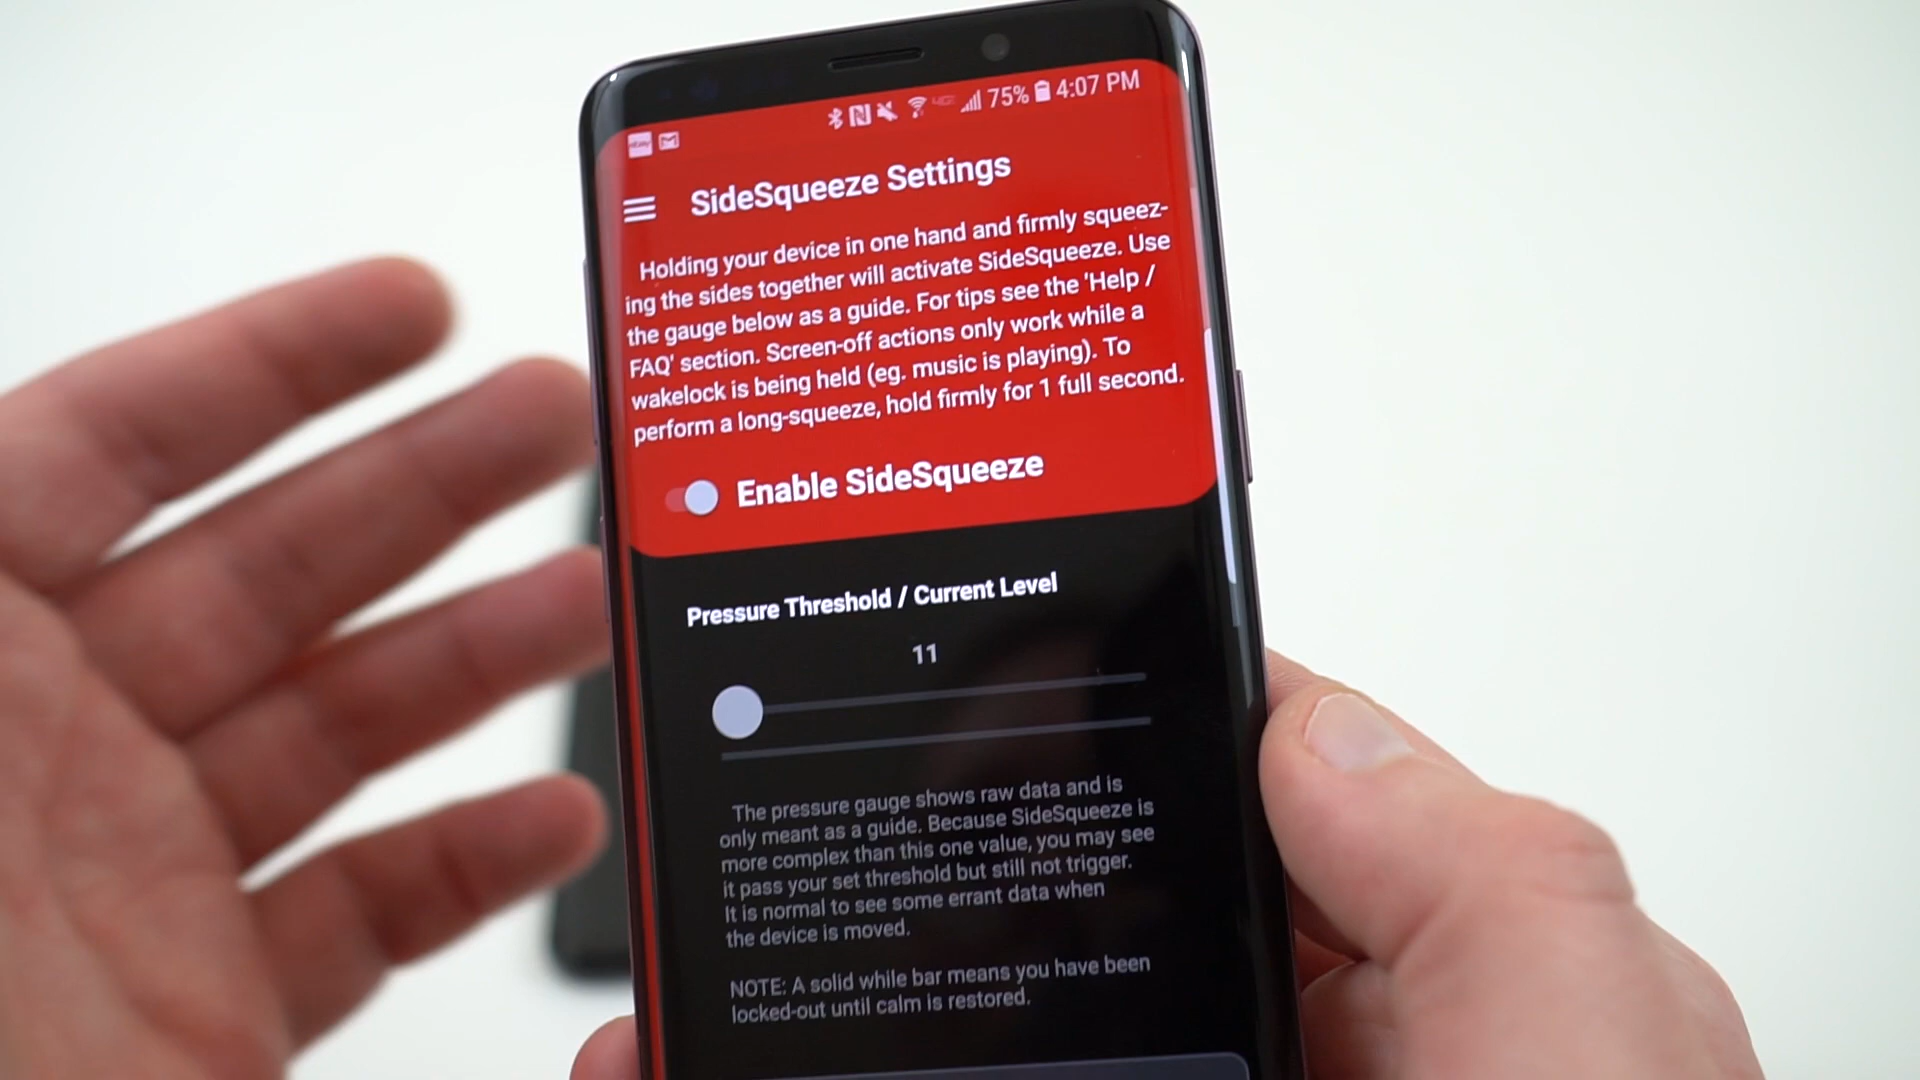 75% 4:07 PM
SideSqueeze Settings
Holding your device in one hand and firmly squeez-
ing the sides together will activate SideSqueeze. Use
the gauge below as a guide. For tips see the 'Help /
FAQ' section. Screen-off actions only work while a
wakelock is being held (eg. music is playing). To
perform a long-squeeze, hold firmly for 1 full second.
Enable SideSqueeze
Pressure Threshold / Current Level
11
The pressure gauge shows raw data and is
only meant as a guide. Because SideSqueeze is
more complex than this one value, you may see
it pass your set threshold but still not trigger.
It is normal to see some errant data when
the device is moved.
NOTE: A solid while bar means you have been
locked-out until calm is restored.